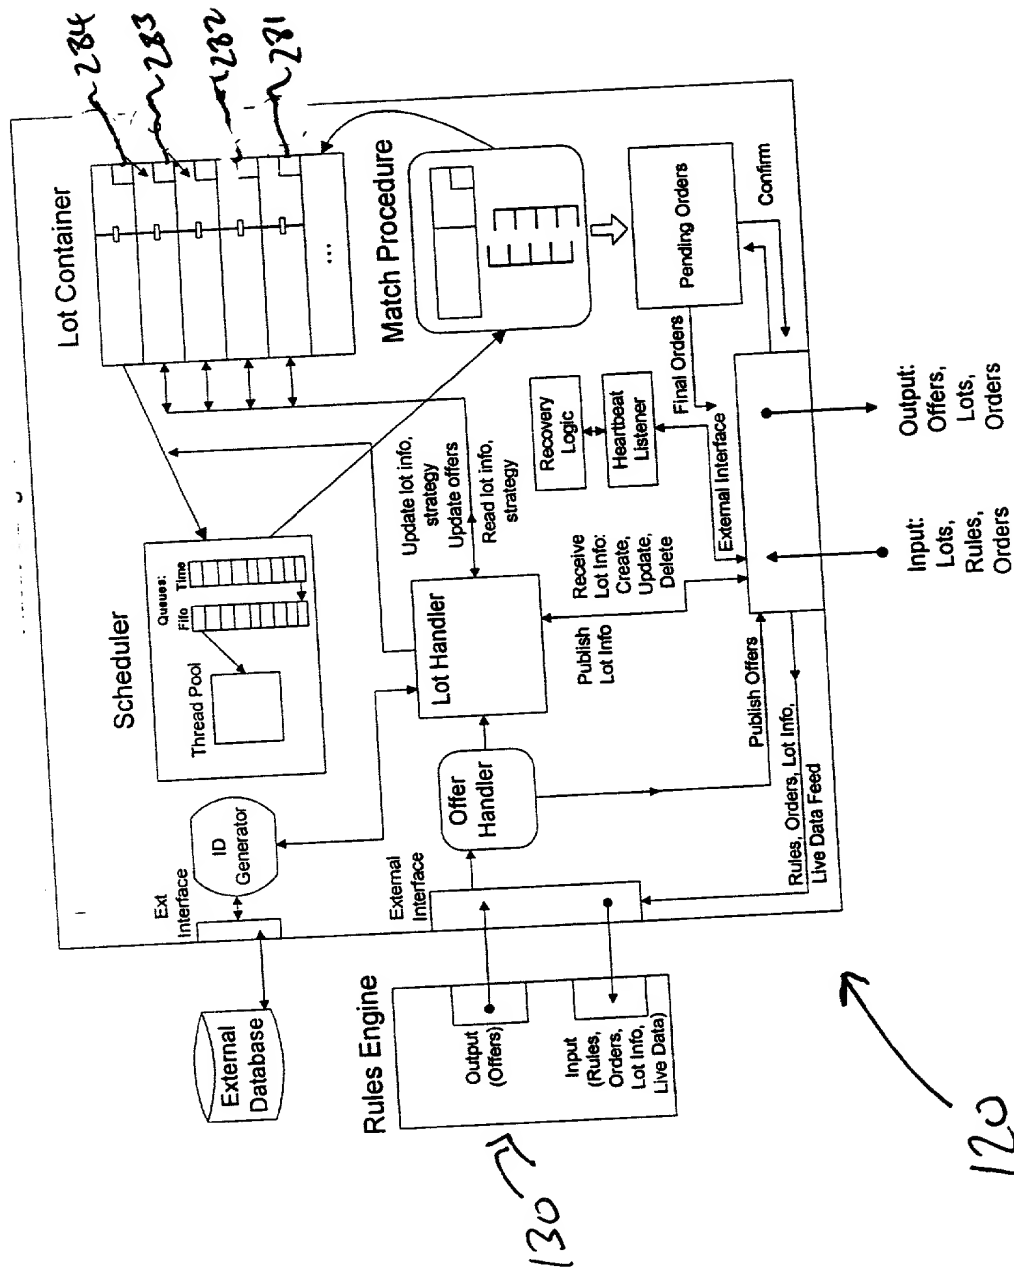 Lot Container
284
283
282
281
...
Scheduler
Queues:
Fifo Time
Thread Pool
Match Procedure
Ext
Interface
ID
Generator
External
Database
Update lot info,
strategy
Update offers
Read lot info,
strategy
Lot Handler
Offer
Handler
External
Interface
Rules Engine
Output
(Offers)
Input
(Rules,
Orders,
Lot Info,
Live Data)
130
Recovery
Logic
Heartbeat
Listener
Pending Orders
Final Orders
Confirm
Receive
Lot Info:
Create,
Update,
Delete
Publish
Lot Info
External Interface
Publish Offers
Rules, Orders, Lot Info,
Live Data Feed
Input:
Lots,
Rules,
Orders
Output:
Offers,
Lots,
Orders
120